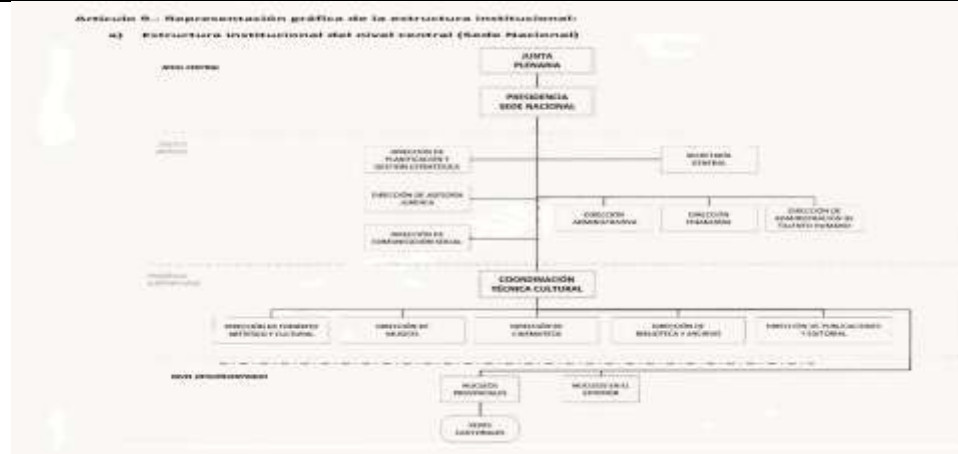 Artículo 9.- Representación gráfica de la estructura institucional:
a) Estructura institucional del nivel central (Sede Nacional)
NIVEL CENTRAL
JUNTA
PLENARIA
PRESIDENCIA
SEDE NACIONAL
DIRECCIÓN DE
PLANIFICACIÓN Y
GESTIÓN ESTRATÉGICA
SECRETARÍA
GENERAL
DIRECCIÓN DE ASESORÍA
JURÍDICA
DIRECCIÓN
ADMINISTRATIVA
DIRECCIÓN
FINANCIERA
DIRECCIÓN DE
ADMINISTRACIÓN DE
TALENTO HUMANO
DIRECCIÓN DE
COMUNICACIÓN SOCIAL
COORDINACIÓN
TÉCNICA CULTURAL
DIRECCIÓN DE FOMENTO
ARTÍSTICO Y CULTURAL
DIRECCIÓN DE
MUSEOS
DIRECCIÓN DE
CINEMATECA
DIRECCIÓN DE
BIBLIOTECA Y ARCHIVOS
DIRECCIÓN DE PUBLICACIONES
Y EDITORIAL
NIVEL DESCONCENTRADO
NÚCLEOS
PROVINCIALES
NÚCLEOS EN EL
EXTERIOR
SEDES
CANTONALES